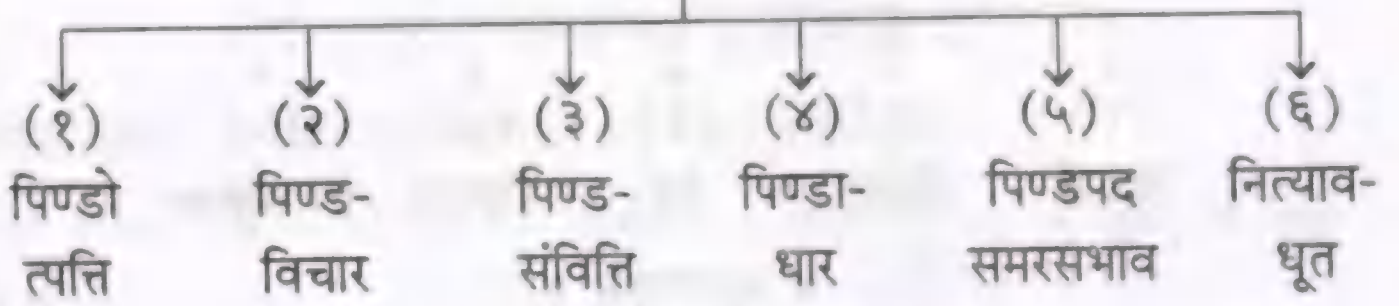 (१) (२) (३) (४) (५) (६)
पिण्डो पिण्ड- पिण्ड- पिण्डा- पिण्डपद नित्याव-
त्पत्ति विचार संवित्ति धार समरसभाव धूत